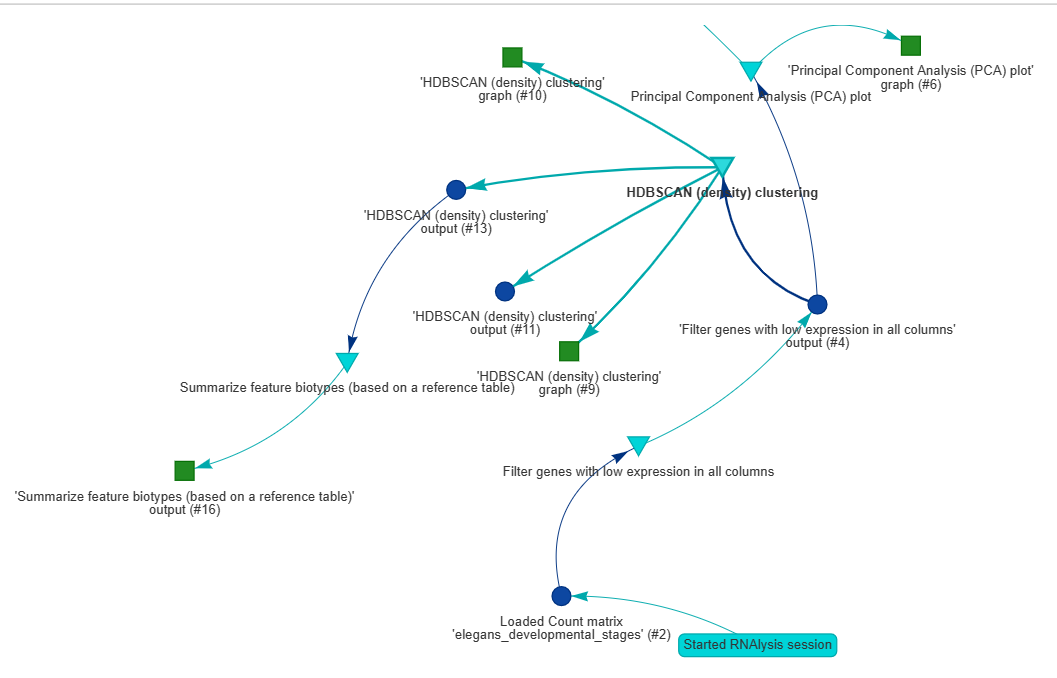 'Principal Component Analysis (PCA) plot'
graph (#6)
'HDBSCAN (density) clustering'
graph (#10)
Principal Component Analysis (PCA) plot
HDBSCAN (density) clustering
'HDBSCAN (density) clustering'
output (#13)
'HDBSCAN (density) clustering'
output (#11)
'Filter genes with low expression in all columns'
output (#4)
'HDBSCAN (density) clustering'
graph (#9)
Summarize feature biotypes (based on a reference table)
Filter genes with low expression in all columns
'Summarize feature biotypes (based on a reference table)'
output (#16)
Loaded Count matrix
'elegans_developmental_stages' (#2)
Started RNAlysis session